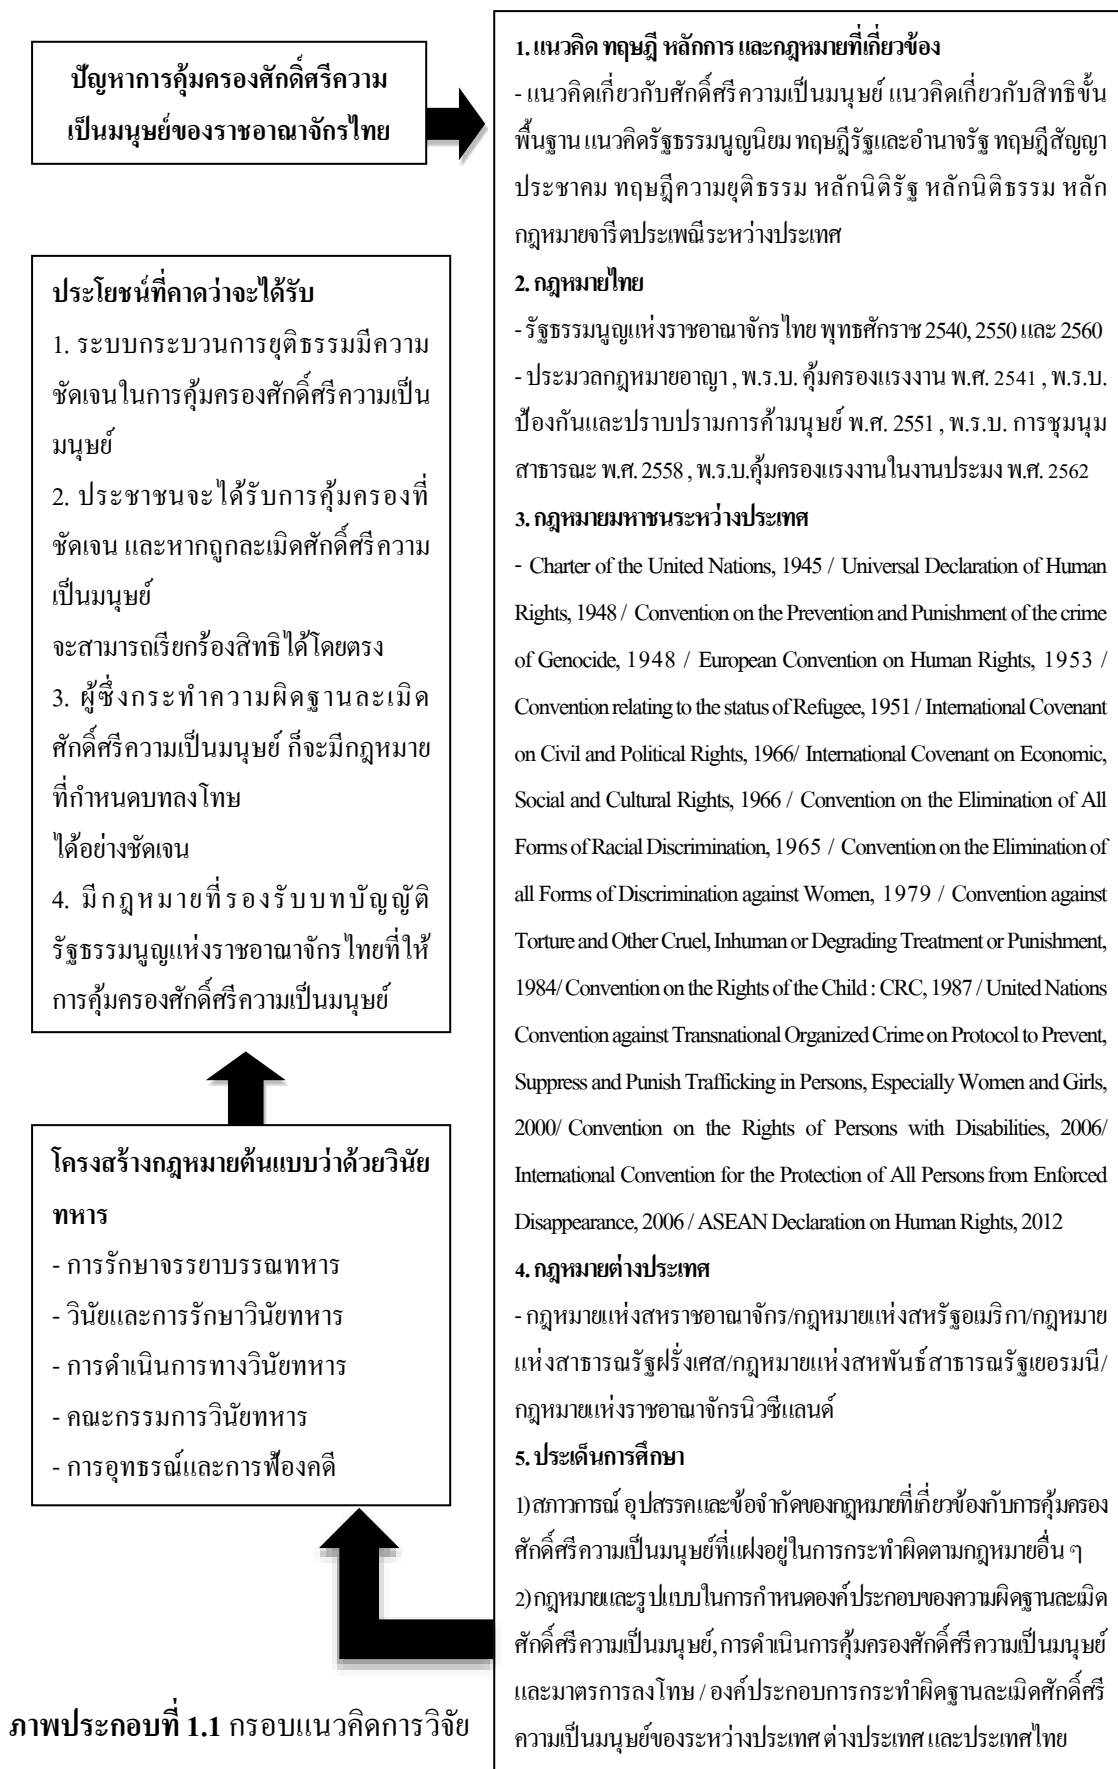 ปัญหาการคุ้มครองศักดิ์ศรีความ
เป็นมนุษย์ของราชอาณาจักรไทย
1. แนวคิด ทฤษฎี หลักการ และกฎหมายที่เกี่ยวข้อง
- แนวคิดเกี่ยวกับศักดิ์ศรีความเป็นมนุษย์ แนวคิดเกี่ยวกับสิทธิขั้น
พื้นฐาน แนวคิดรัฐธรรมนูญนิยม ทฤษฎีรัฐและอำนาจรัฐ ทฤษฎีสัญญา
ประชาคม ทฤษฎีความยุติธรรม หลักนิติรัฐ หลักนิติธรรม หลัก
กฎหมายจารีตประเพณีระหว่างประเทศ
2. กฎหมายไทย
- รัฐธรรมนูญแห่งราชอาณาจักรไทย พุทธศักราช 2540, 2550 และ 2560
- ประมวลกฎหมายอาญา , พ.ร.บ. คุ้มครองแรงงาน พ.ศ. 2541 , พ.ร.บ.
ป้องกันและปราบปรามการค้ามนุษย์ พ.ศ. 2551 , พ.ร.บ. การชุมนุม
สาธารณะ พ.ศ. 2558 , พ.ร.บ.คุ้มครองแรงงานในงานประมง พ.ศ. 2562
3. กฎหมายมหาชนระหว่างประเทศ
- Charter of the United Nations, 1945 / Universal Declaration of Human
Rights, 1948 / Convention on the Prevention and Punishment of the crime
of Genocide, 1948 / European Convention on Human Rights, 1953 /
Convention relating to the status of Refugee, 1951 / International Covenant
on Civil and Political Rights, 1966/ International Covenant on Economic,
Social and Cultural Rights, 1966 / Convention on the Elimination of All
Forms of Racial Discrimination, 1965 / Convention on the Elimination of
all Forms of Discrimination against Women, 1979 / Convention against
Torture and Other Cruel, Inhuman or Degrading Treatment or Punishment,
1984/ Convention on the Rights of the Child : CRC, 1987 / United Nations
Convention against Transnational Organized Crime on Protocol to Prevent,
Suppress and Punish Trafficking in Persons, Especially Women and Girls,
2000/ Convention on the Rights of Persons with Disabilities, 2006/
International Convention for the Protection of All Persons from Enforced
Disappearance, 2006 / ASEAN Declaration on Human Rights, 2012
4. กฎหมายต่างประเทศ
- กฎหมายแห่งสหราชอาณาจักร/กฎหมายแห่งสหรัฐอเมริกา/กฎหมาย
แห่งสาธารณรัฐฝรั่งเศส/กฎหมายแห่งสหพันธ์สาธารณรัฐเยอรมนี/
กฎหมายแห่งราชอาณาจักรนิวซีแลนด์
5. ประเด็นการศึกษา
1) สภาวการณ์ อุปสรรคและข้อจำกัดของกฎหมายที่เกี่ยวข้องกับการคุ้มครอง
ศักดิ์ศรีความเป็นมนุษย์ที่แฝงอยู่ในการกระทำผิดตามกฎหมายอื่น ๆ
2) กฎหมายและรูปแบบในการกำหนดองค์ประกอบของความผิดฐานละเมิด
ศักดิ์ศรีความเป็นมนุษย์, การดำเนินการคุ้มครองศักดิ์ศรีความเป็นมนุษย์
และมาตรการลงโทษ / องค์ประกอบการกระทำผิดฐานละเมิดศักดิ์ศรี
ความเป็นมนุษย์ของระหว่างประเทศ ต่างประเทศ และประเทศไทย
โครงสร้างกฎหมายต้นแบบว่าด้วยวินัย
ทหาร
- การรักษาจรรยาบรรณทหาร
- วินัยและการรักษาวินัยทหาร
- การดำเนินการทางวินัยทหาร
- คณะกรรมการวินัยทหาร
- การอุทธรณ์และการฟ้องคดี
ประโยชน์ที่คาดว่าจะได้รับ
1. ระบบกระบวนการยุติธรรมมีความ
ชัดเจนในการคุ้มครองศักดิ์ศรีความเป็น
มนุษย์
2. ประชาชนจะได้รับการคุ้มครองที่
ชัดเจน และหากถูกละเมิดศักดิ์ศรีความ
เป็นมนุษย์
จะสามารถเรียกร้องสิทธิได้โดยตรง
3. ผู้ซึ่งกระทำความผิดฐานละเมิด
ศักดิ์ศรีความเป็นมนุษย์ ก็จะมีกฎหมาย
ที่กำหนดบทลงโทษ
ได้อย่างชัดเจน
4. มีกฎหมายที่รองรับบทบัญญัติ
รัฐธรรมนูญแห่งราชอาณาจักรไทยที่ให้
การคุ้มครองศักดิ์ศรีความเป็นมนุษย์
ภาพประกอบที่ 1.1 กรอบแนวคิดการวิจัย